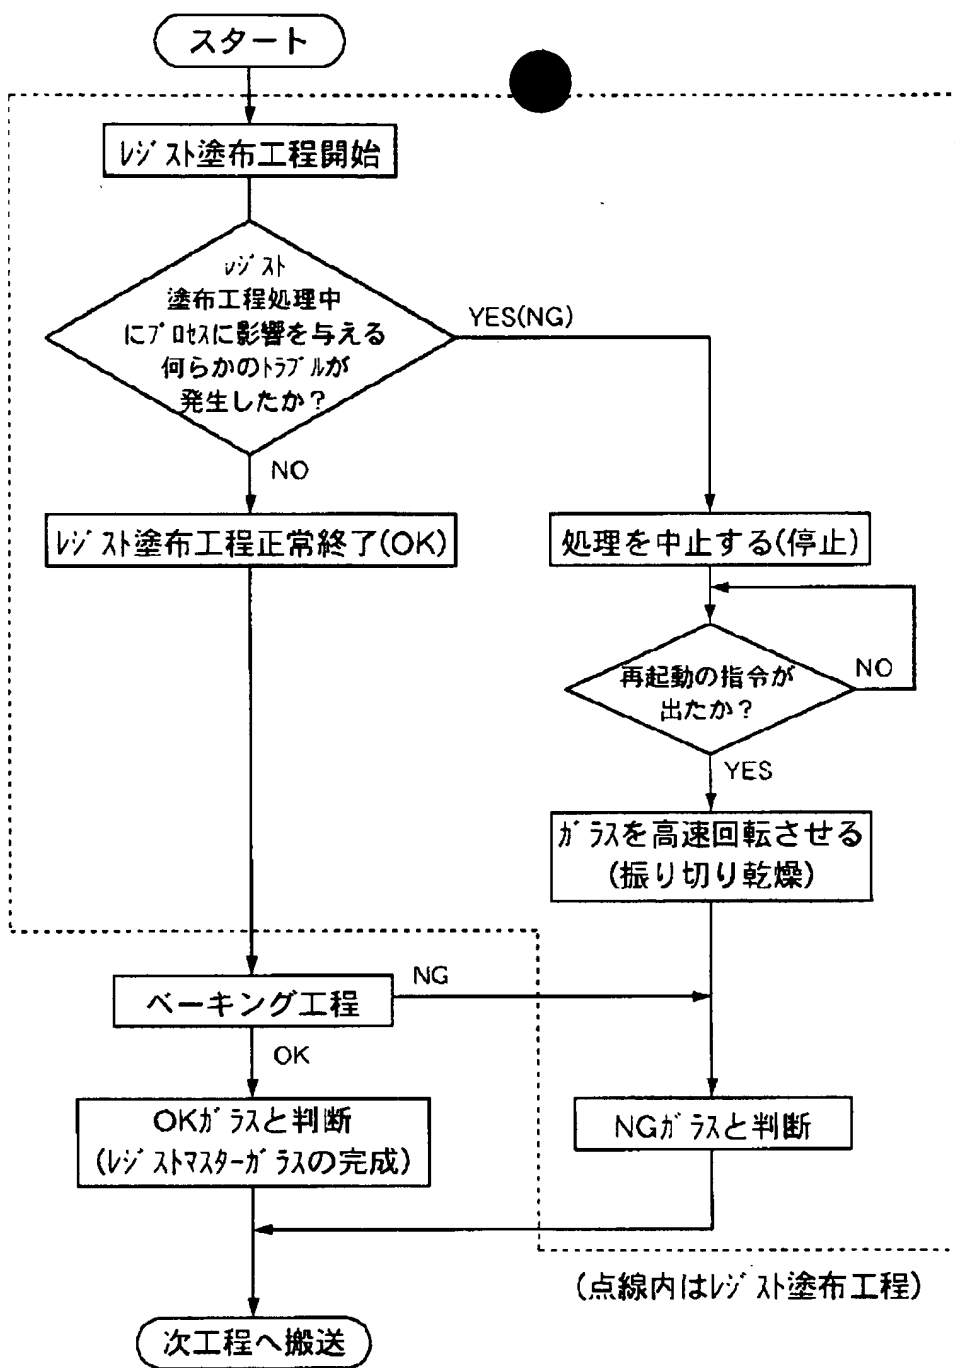 スタート
レジスト塗布工程開始
レジスト
塗布工程処理中
にプロセスに影響を与える
何らかのトラブルが
発生したか？
YES(NG)
NO
レジスト塗布工程正常終了(OK)
処理を中止する(停止)
再起動の指令が
出たか？
NO
YES
ガラスを高速回転させる
(振り切り乾燥)
ベーキング工程
NG
OK
OKガラスと判断
(レジストマスターガラスの完成)
NGガラスと判断
(点線内はレジスト塗布工程)
次工程へ搬送